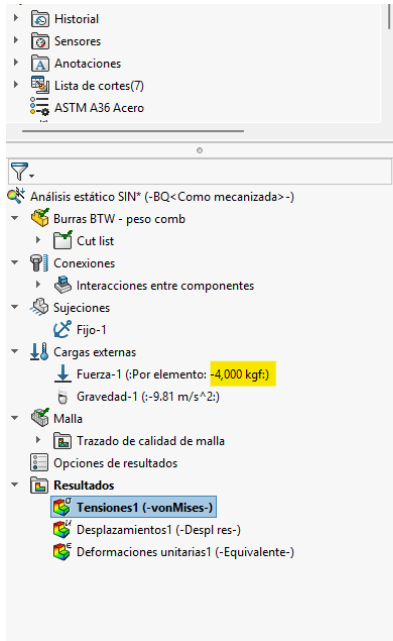 Historial
Sensores
Anotaciones
Lista de cortes(7)
ASTM A36 Acero
Análisis estático SIN* (-BQ<Como mecanizada>-)
Burras BTW - peso comb
Cut list
Conexiones
Interacciones entre componentes
Sujeciones
Fijo-1
Cargas externas
Fuerza-1 (:Por elemento: -4,000 kgf:)
Gravedad-1 (:-9.81 m/s^2:)
Malla
Trazado de calidad de malla
Opciones de resultados
Resultados
Tensiones1 (-vonMises-)
Desplazamientos1 (-Despl res-)
Deformaciones unitarias1 (-Equivalente-)